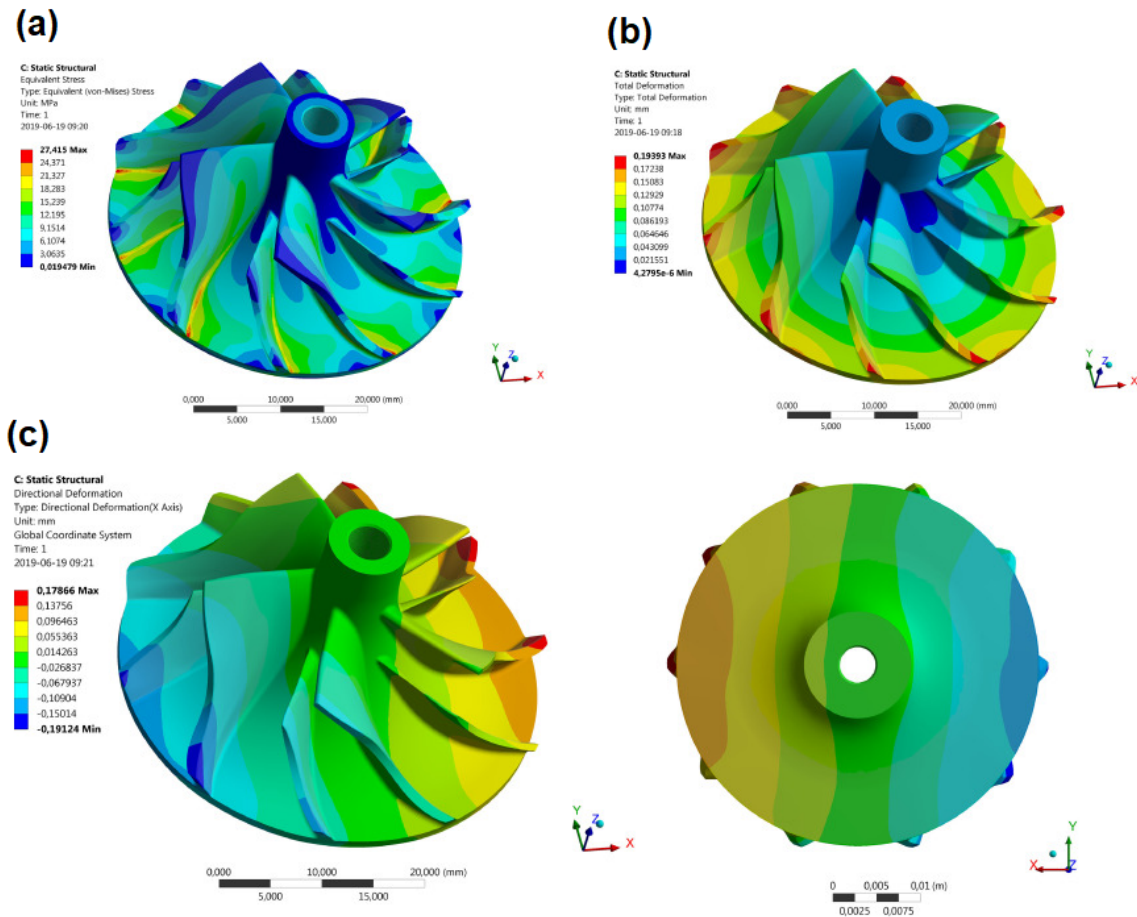 (a)
C: Static Structural
Equivalent Stress
Type: Equivalent (von-Mises) Stress
Unit: MPa
Time: 1
2019-06-19 09:20
27,415 Max
24,371
21,327
18,283
15,239
12,195
9,1514
6,1074
3,0635
0,019479 Min
Y
Z
X
0,000
10,000
20,000 (mm)
5,000
15,000
(b)
C: Static Structural
Total Deformation
Type: Total Deformation
Unit: mm
Time: 1
2019-06-19 09:18
0,19393 Max
0,17238
0,15083
0,12929
0,10774
0,086193
0,064646
0,043099
0,021551
4,2795e-6 Min
Y
Z
X
0,000
10,000
20,000 (mm)
5,000
15,000
(c)
C: Static Structural
Directional Deformation
Type: Directional Deformation(X Axis)
Unit: mm
Global Coordinate System
Time: 1
2019-06-19 09:21
0,17866 Max
0,13756
0,096463
0,055363
0,014263
-0,026837
-0,067937
-0,10904
-0,15014
-0,19124 Min
Y
Z
X
0,000
10,000
20,000 (mm)
5,000
15,000
Y
X
Z
0
0,005
0,01 (m)
0,0025
0,0075